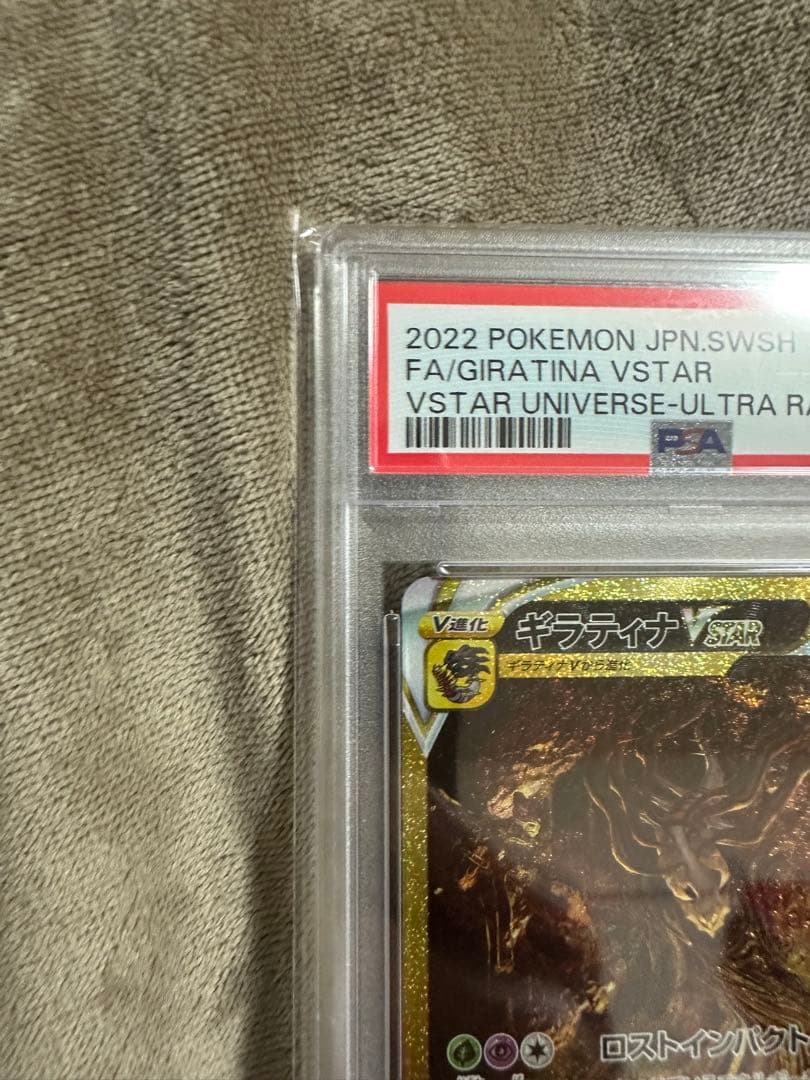 2022 POKEMON JPN.SWSH
FA/GIRATINA VSTAR
VSTAR UNIVERSE-ULTRA
PSA
V進化 ギラティナ VSTAR
ギラティナVから進化
ロストインパクト